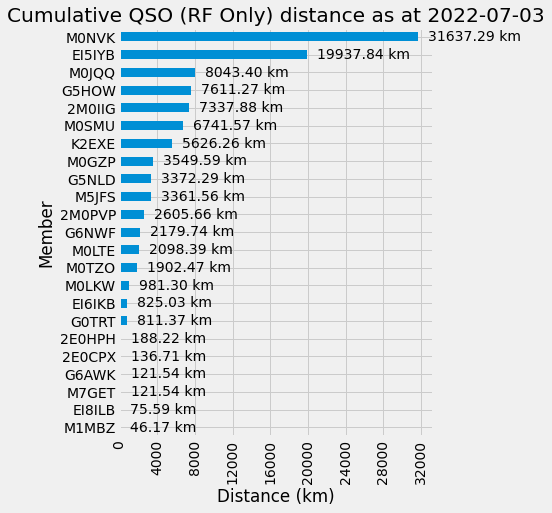 Cumulative QSO (RF Only) distance as at 2022-07-03
M0NVK 31637.29 km
EI5IYB 19937.84 km
M0JQQ 8043.40 km
G5HOW 7611.27 km
2M0IIG 7337.88 km
M0SMU 6741.57 km
K2EXE 5626.26 km
M0GZP 3549.59 km
G5NLD 3372.29 km
M5JFS 3361.56 km
2M0PVP 2605.66 km
G6NWF 2179.74 km
M0LTE 2098.39 km
M0TZO 1902.47 km
M0LKW 981.30 km
EI6IKB 825.03 km
G0TRT 811.37 km
2E0HPH 188.22 km
2E0CPX 136.71 km
G6AWK 121.54 km
M7GET 121.54 km
EI8ILB 75.59 km
M1MBZ 46.17 km
Member
0 4000 8000 12000 16000 20000 24000 28000 32000
Distance (km)